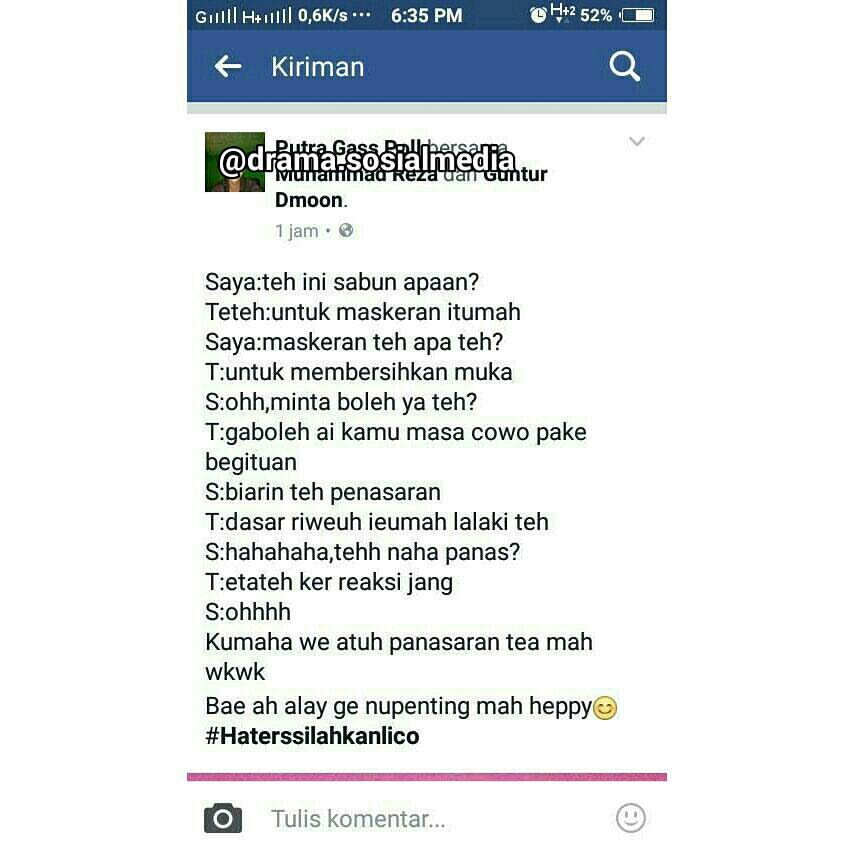 G H+ 0,6K/s ... 6:35 PM H+2 52%
Kiriman
Putra Gass Poll bersama
@drama.sosialmedia
Muhammad Reza dan Guntur
Dmoon.
1 jam
Saya:teh ini sabun apaan?
Teteh:untuk maskeran itumah
Saya:maskeran teh apa teh?
T:untuk membersihkan muka
S:ohh,minta boleh ya teh?
T:gaboleh ai kamu masa cowo pake
begituan
S:biarin teh penasaran
T:dasar riweuh ieumah lalaki teh
S:hahahaha,tehh naha panas?
T:etateh ker reaksi jang
S:ohhhh
Kumaha we atuh panasaran tea mah
wkwk
Bae ah alay ge nupenting mah heppy😊
#Haterssilahkanlico
Tulis komentar...